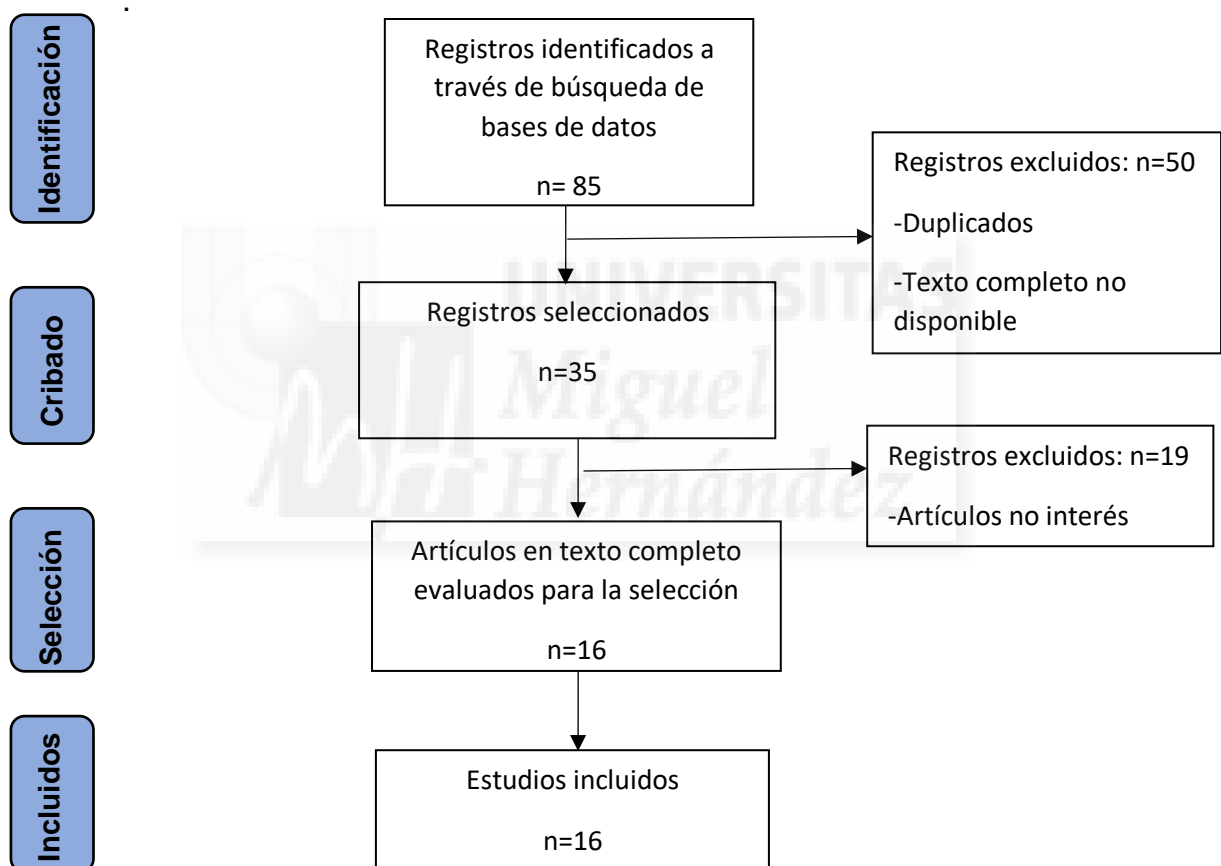 .
Identificación
Registros identificados a
través de búsqueda de
bases de datos
n= 85
Registros excluidos: n=50
-Duplicados
-Texto completo no
disponible
Cribado
Registros seleccionados
n=35
UNIVERSITAS
Miguel
Hernández
Registros excluidos: n=19
-Artículos no interés
Selección
Artículos en texto completo
evaluados para la selección
n=16
Incluidos
Estudios incluidos
n=16